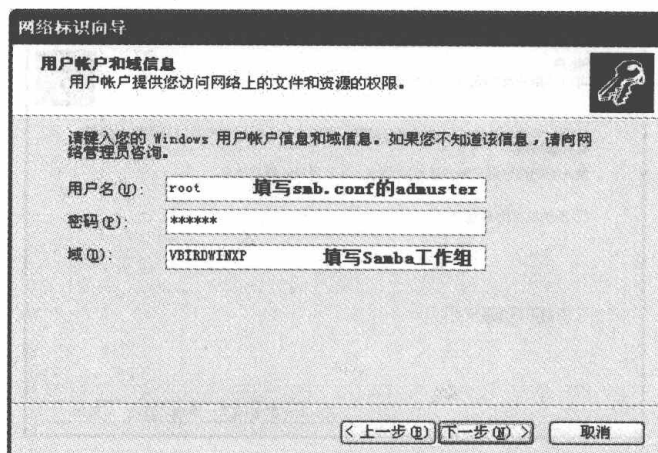 网络标识向导
用户帐户和域信息
用户帐户提供您访问网络上的文件和资源的权限。
请键入您的 Windows 用户帐户信息和域信息。如果您不知道该信息，请向网
络管理员咨询。
用户名(U): root 填写smb.conf的admuster
密码(P): ******
域(D): VBIRDWINXP 填写Samba工作组
< 上一步(B) 下一步(N) > 取消